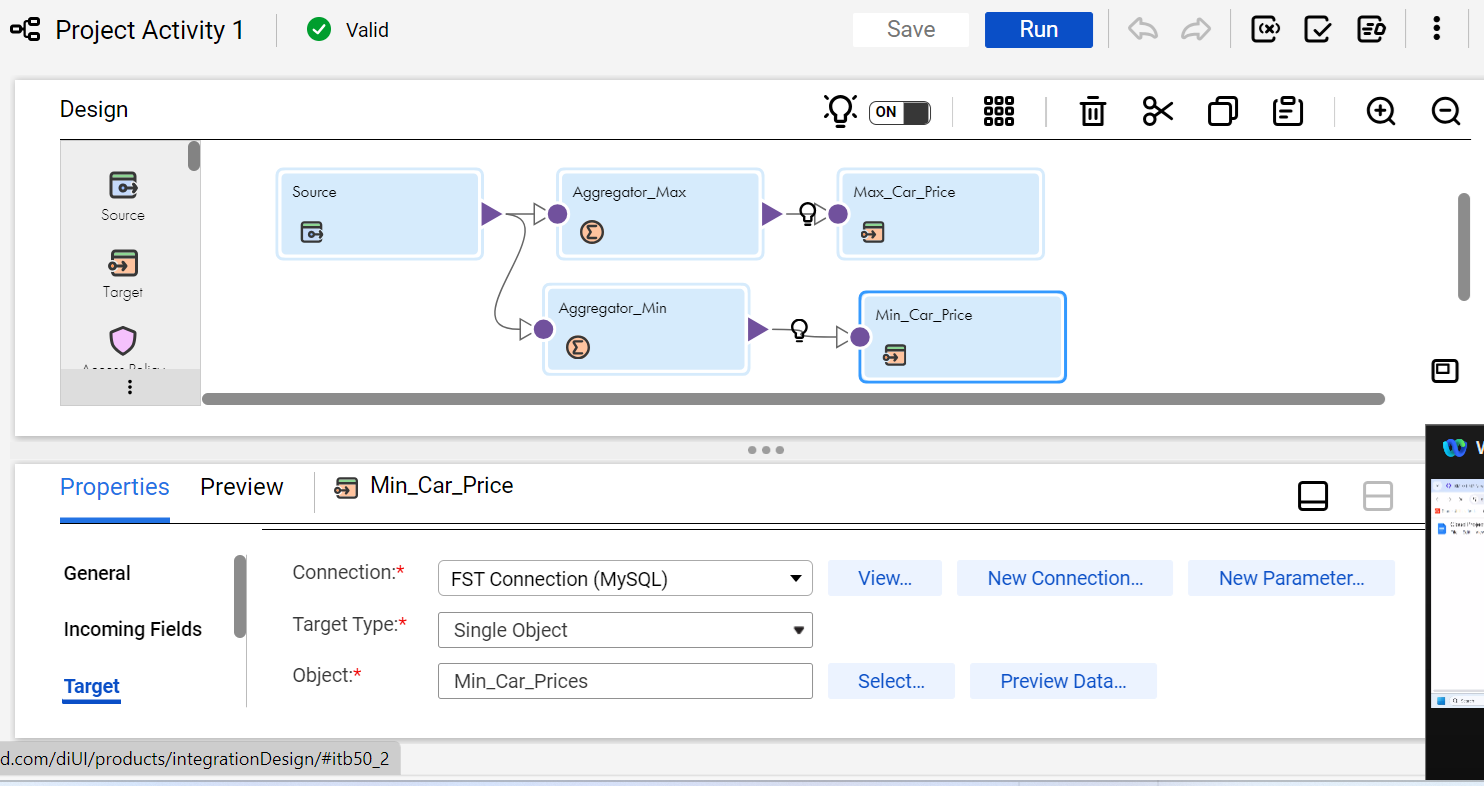 Project Activity 1
Valid
Save
Run
Design
ON
Source
Target
Access Policy
Source
Aggregator_Max
Max_Car_Price
Aggregator_Min
Min_Car_Price
Properties
Preview
Min_Car_Price
General
Incoming Fields
Target
Connection:*
FST Connection (MySQL)
View...
New Connection...
New Parameter...
Target Type:*
Single Object
Object:*
Min_Car_Prices
Select...
Preview Data...
d.com/diUI/products/integrationDesign/#itb50_2